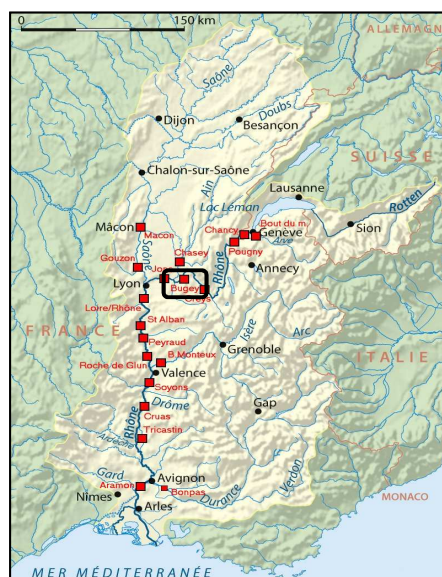 0 150 km
ALLEMAGNE
Saône
Doubs
Dijon
Besançon
SUISSE
Chalon-sur-Saône
Ain
Lac Léman
Lausanne
Rotten
Mâcon
Macon
Saône
Chancy
Bout du m.
Genève
Arve
Sion
Pougny
Gouzon
Chasey
Rhône
Annecy
Lyon
Bugey
Creys
Loire/Rhône
FRANCE
St Alban
Isère
Arc
Peyraud
Grenoble
ITALIE
Roche de Glun
B.Monteux
Valence
Soyons
Drôme
Gap
Cruas
Rhône
Tricastin
Ardèche
Gard
Avignon
Verdon
Aramon
Bonpas
Durance
Nîmes
Arles
MONACO
MER MÉDITERRANÉE